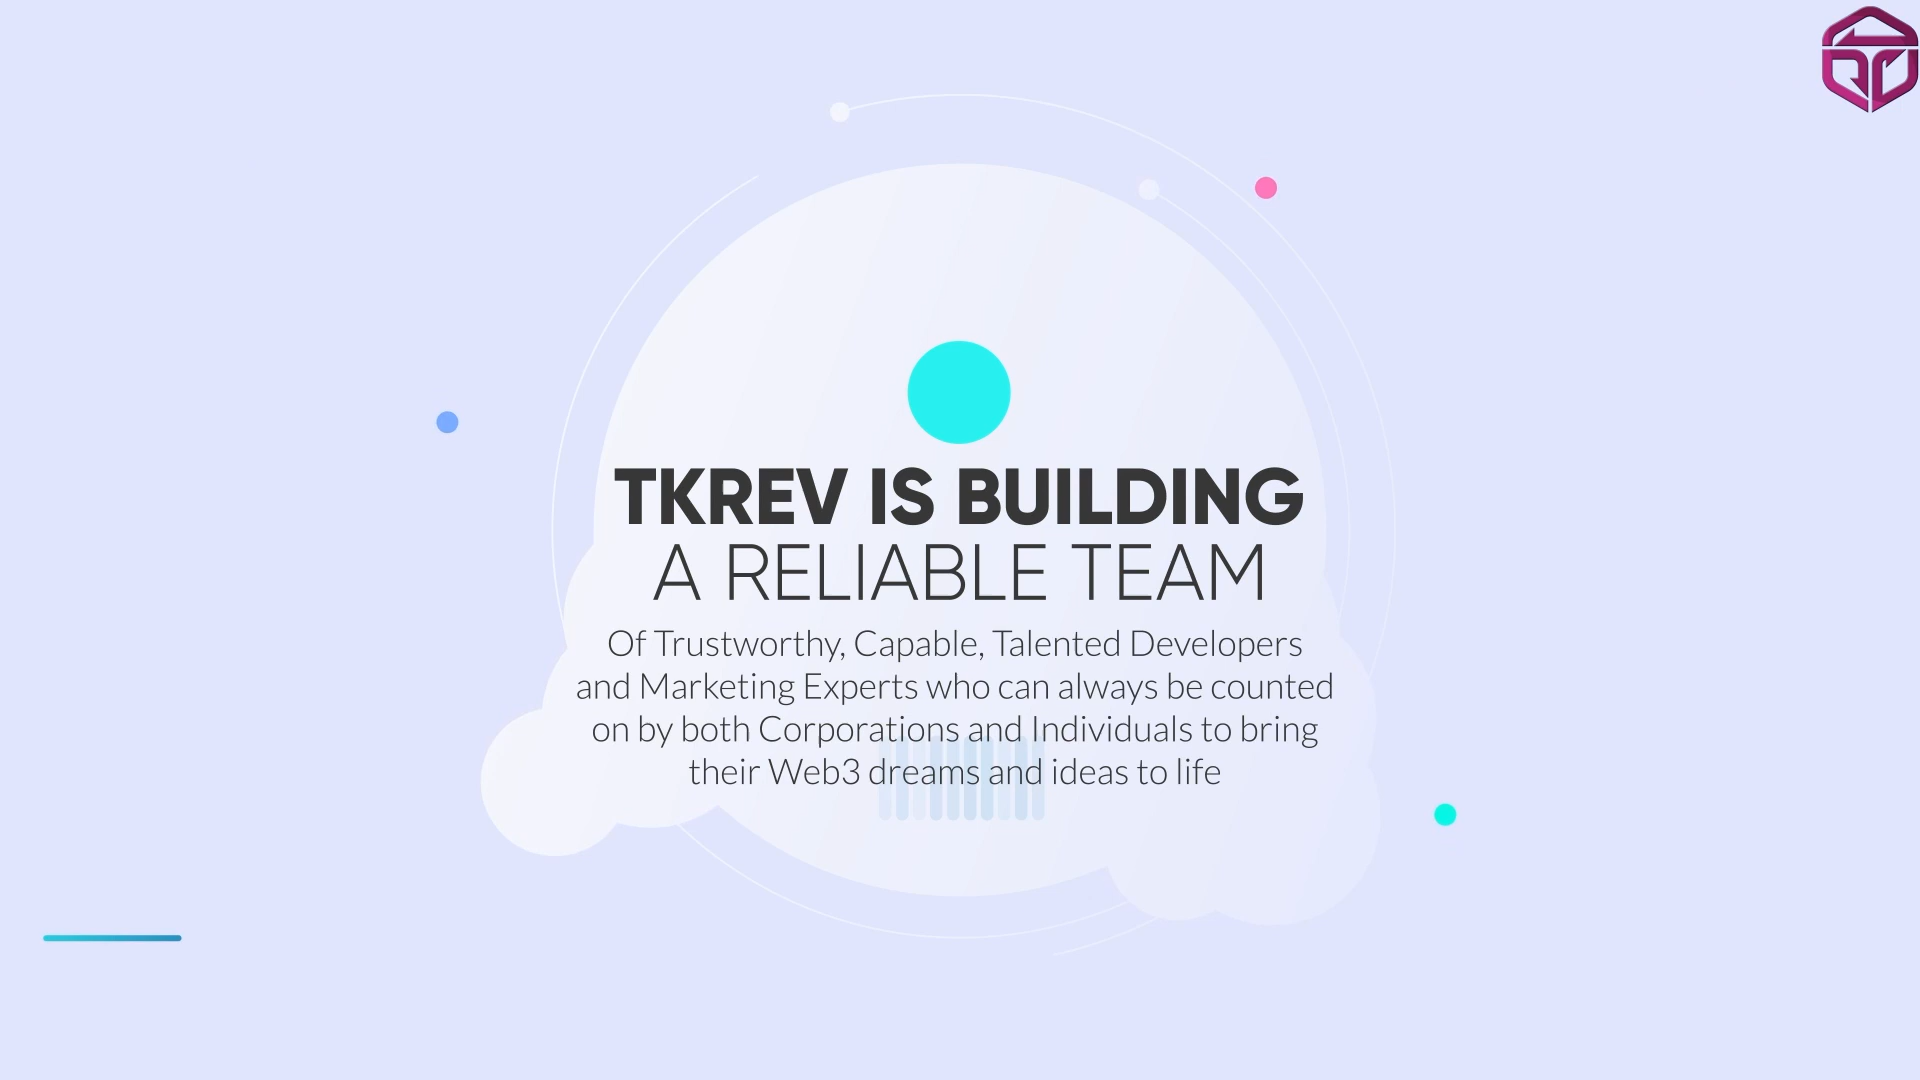 TKREV IS BUILDING
A RELIABLE TEAM
Of Trustworthy, Capable, Talented Developers
and Marketing Experts who can always be counted
on by both Corporations and Individuals to bring
their Web3 dreams and ideas to life